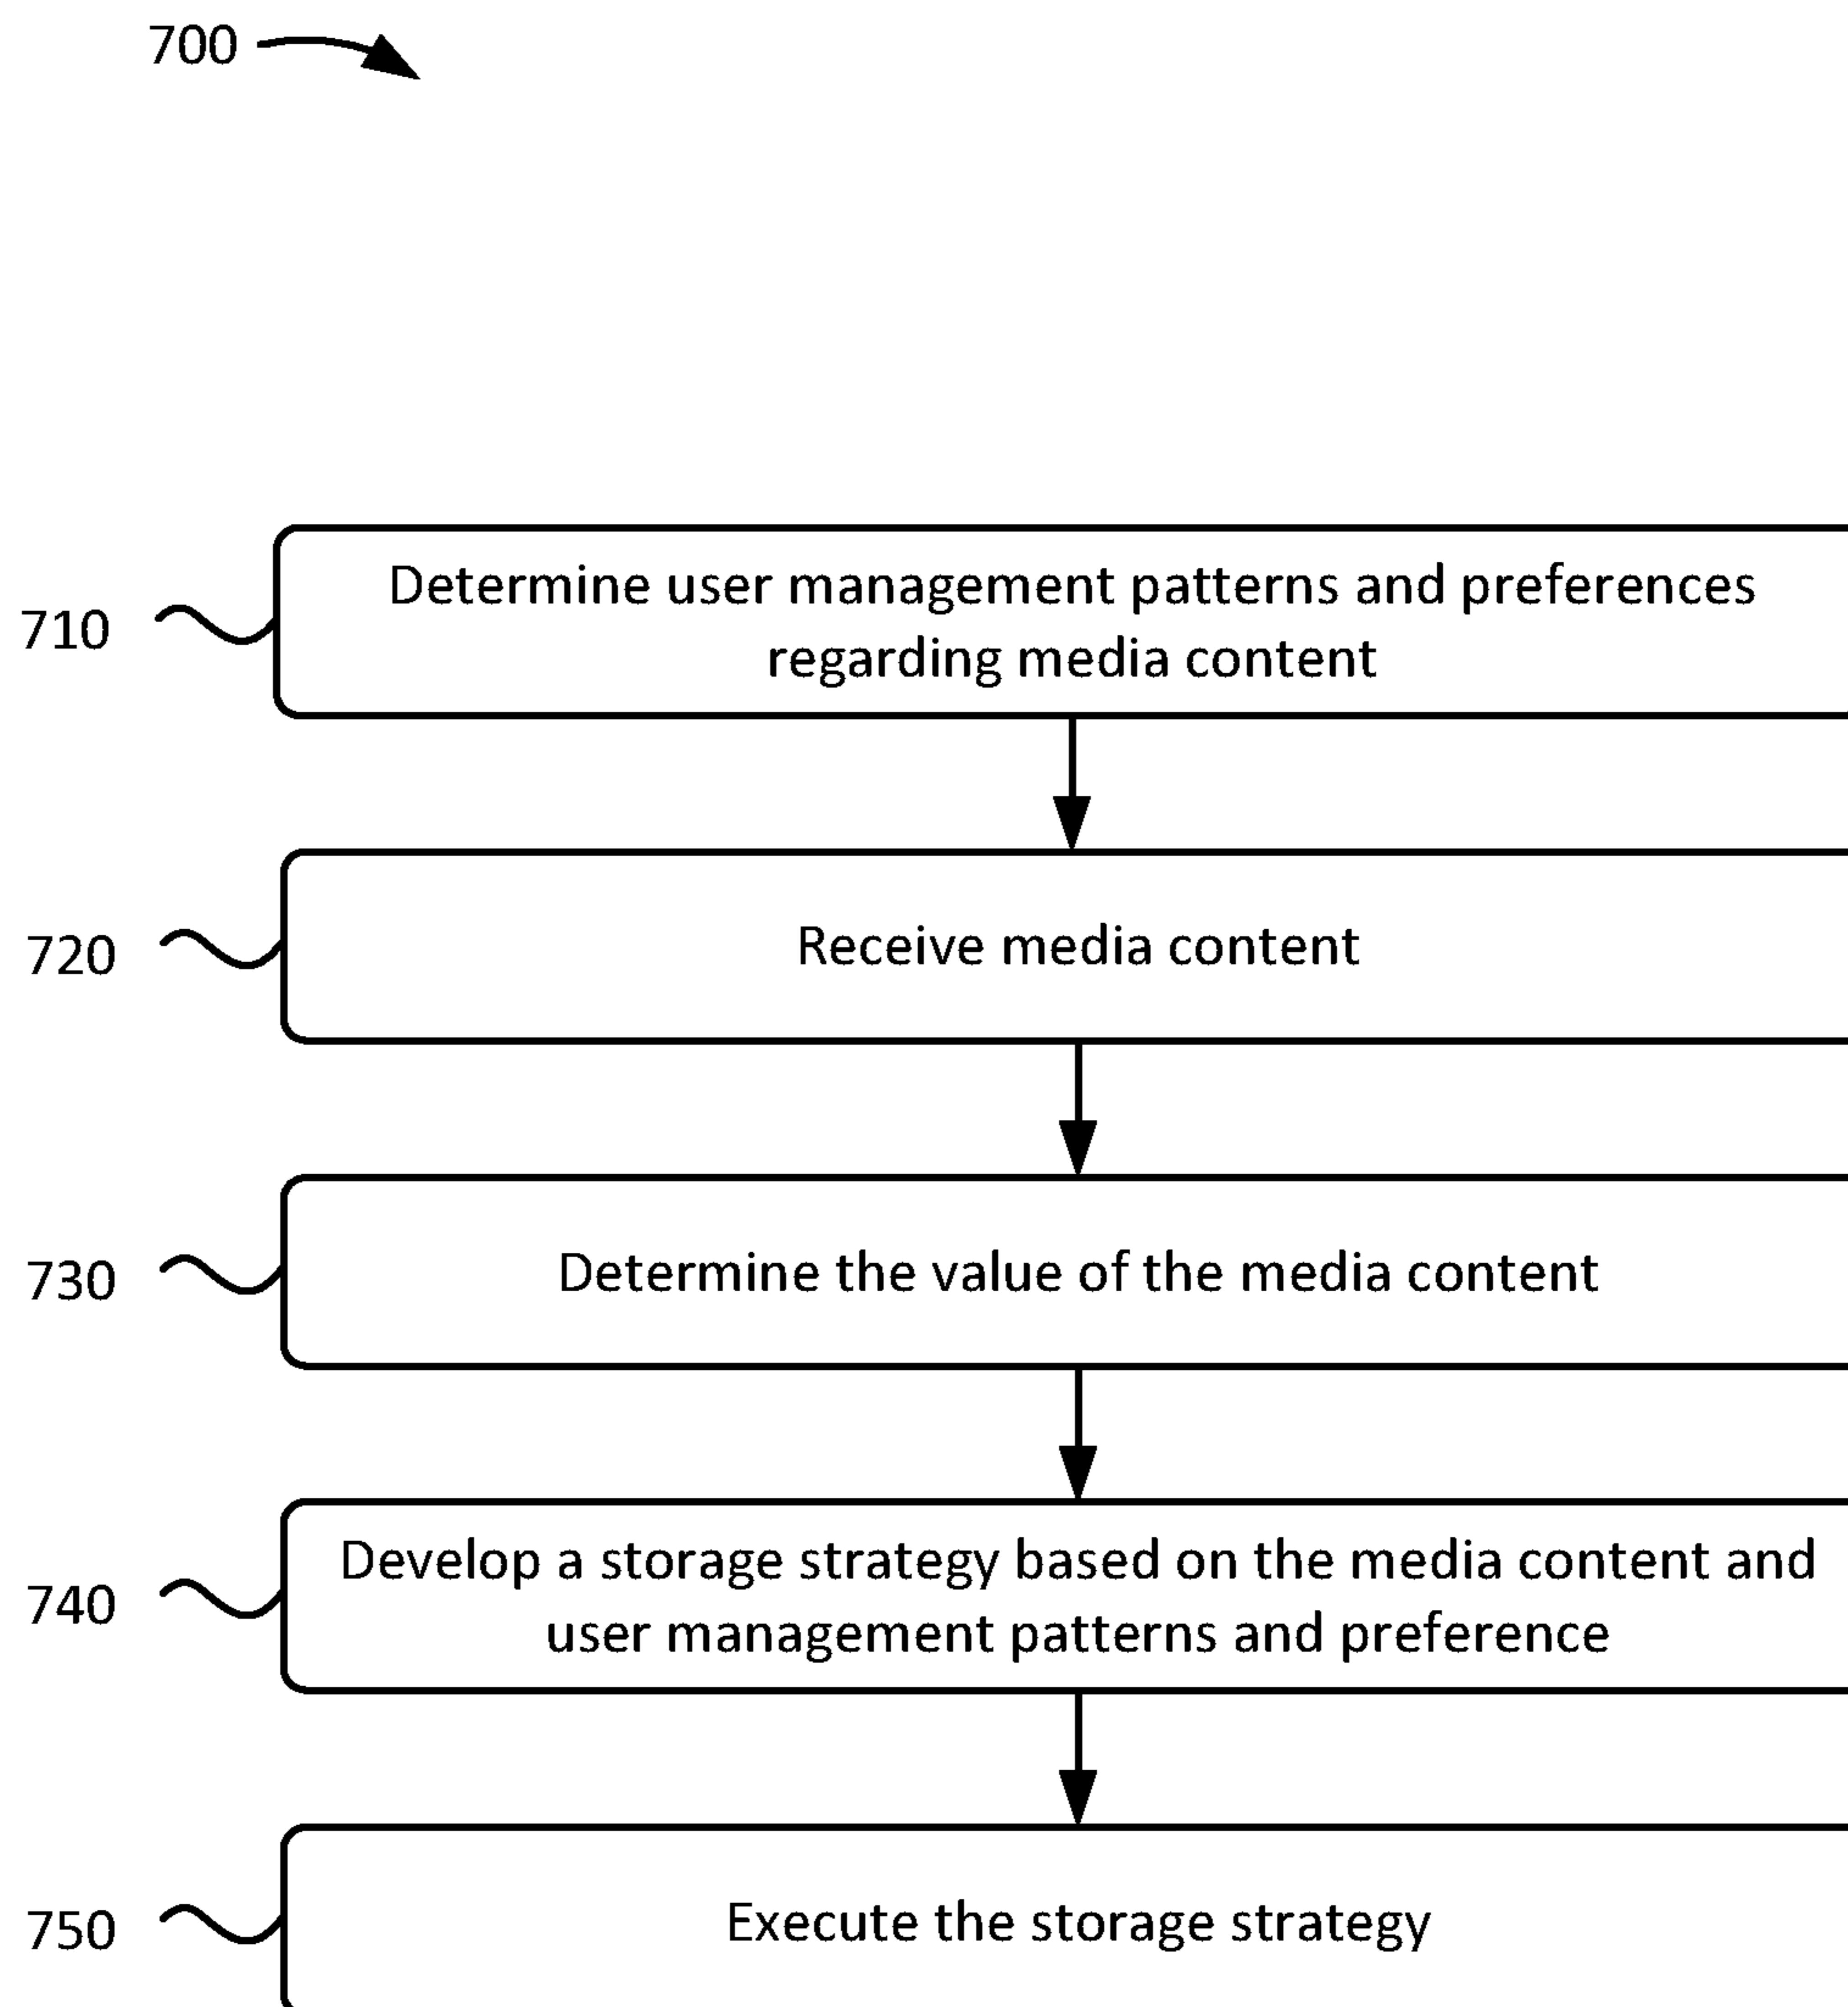 700
710
Determine user management patterns and preferences
regarding media content
720
Receive media content
730
Determine the value of the media content
740
Develop a storage strategy based on the media content and
user management patterns and preference
750
Execute the storage strategy